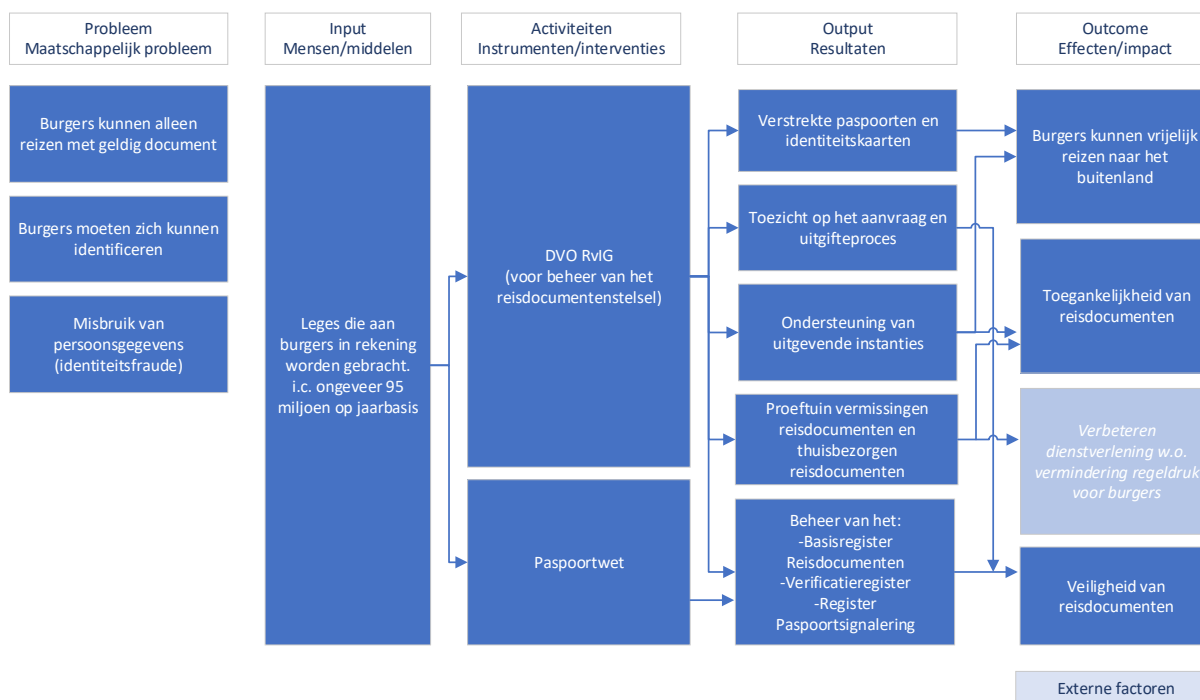 Probleem
Maatschappelijk probleem
Input
Mensen/middelen
Activiteiten
Instrumenten/interventies
Output
Resultaten
Outcome
Effecten/impact
Burgers kunnen alleen
reizen met geldig document
Burgers moeten zich kunnen
identificeren
Misbruik van
persoonsgegevens
(identiteitsfraude)
Leges die aan
burgers in rekening
worden gebracht.
i.c. ongeveer 95
miljoen op jaarbasis
DVO RvIG
(voor beheer van het
reisdocumentenstelsel)
Paspoortwet
Verstrekte paspoorten en
identiteitskaarten
Toezicht op het aanvraag en
uitgifteproces
Ondersteuning van
uitgevende instanties
Proeftuin vermissingen
reisdocumenten en
thuisbezorgen
reisdocumenten
Beheer van het:
-Basisregister
Reisdocumenten
-Verificatieregister
-Register
Paspoortsignalering
Burgers kunnen vrijelijk
reizen naar het
buitenland
Toegankelijkheid van
reisdocumenten
Verbeteren
dienstverlening w.o.
vermindering regeldruk
voor burgers
Veiligheid van
reisdocumenten
Externe factoren